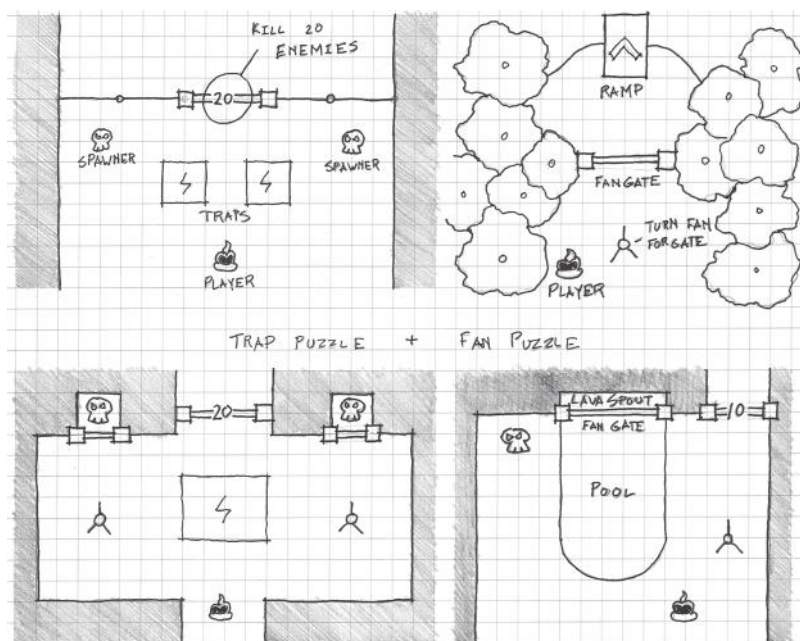 KILL 20
ENEMIES
20
SPAWNER
SPAWNER
TRAPS
PLAYER
RAMP
FAN GATE
TURN FAN
FOR GATE
PLAYER
TRAP PUZZLE + FAN PUZZLE
20
LAVA SPOUT
FAN GATE
10
POOL